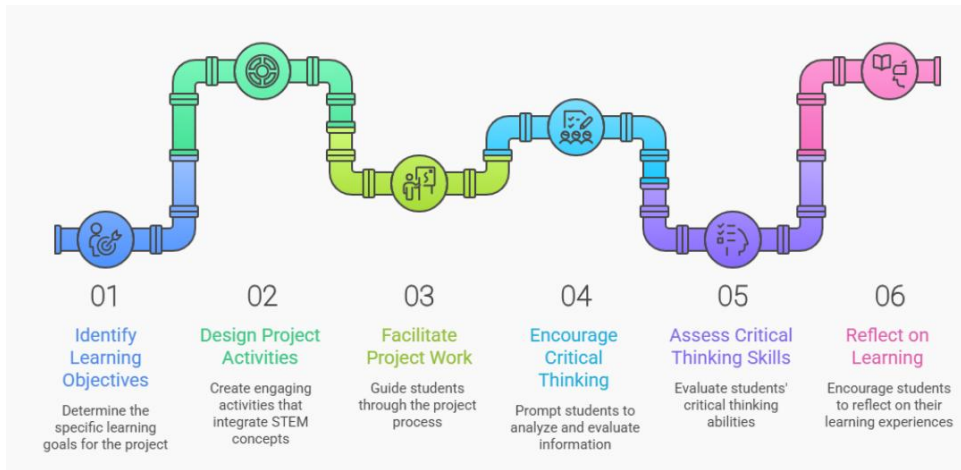 01
Identify
Learning
Objectives
Determine the
specific learning
goals for the project
02
Design Project
Activities
Create engaging
activities that
integrate STEM
concepts
03
Facilitate
Project Work
Guide students
through the project
process
04
Encourage
Critical
Thinking
Prompt students to
analyze and evaluate
information
05
Assess Critical
Thinking Skills
Evaluate students'
critical thinking
abilities
06
Reflect on
Learning
Encourage students
to reflect on their
learning experiences